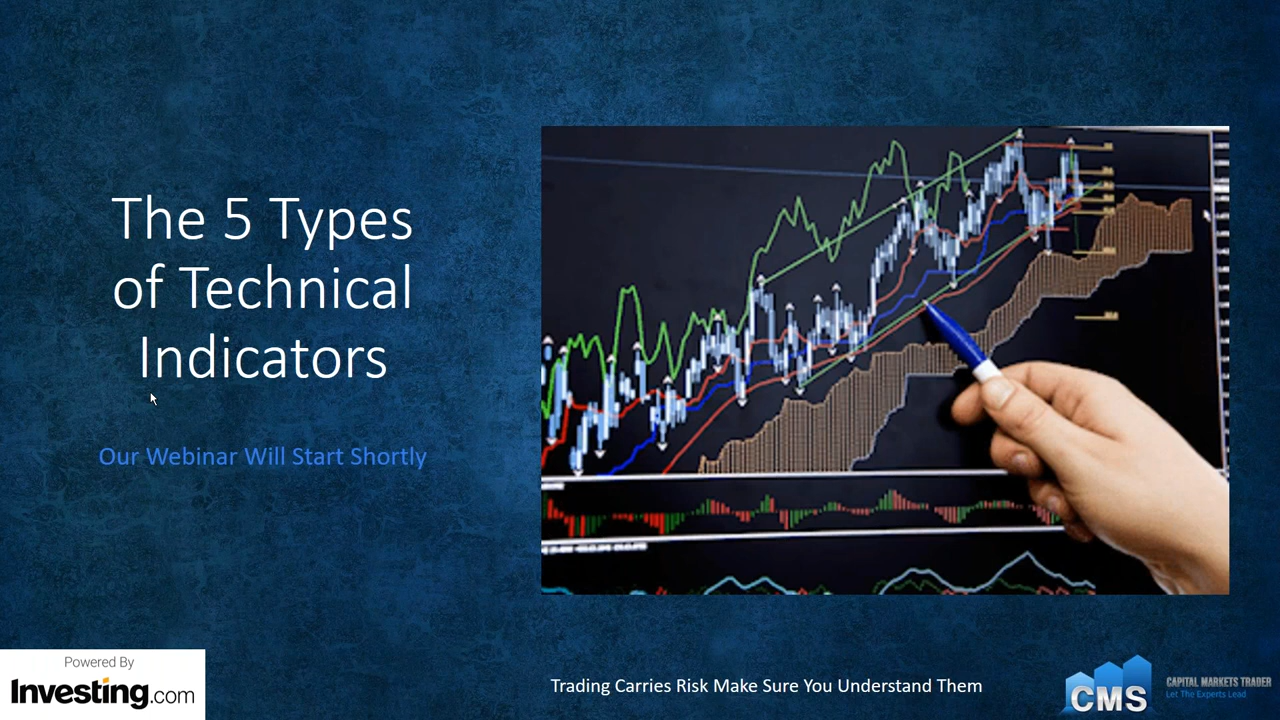 The 5 Types
of Technical
Indicators
Our Webinar Will Start Shortly
Powered By
Investing.com
Trading Carries Risk Make Sure You Understand Them
CMS
CAPITAL MARKETS TRADER
Let The Experts Lead